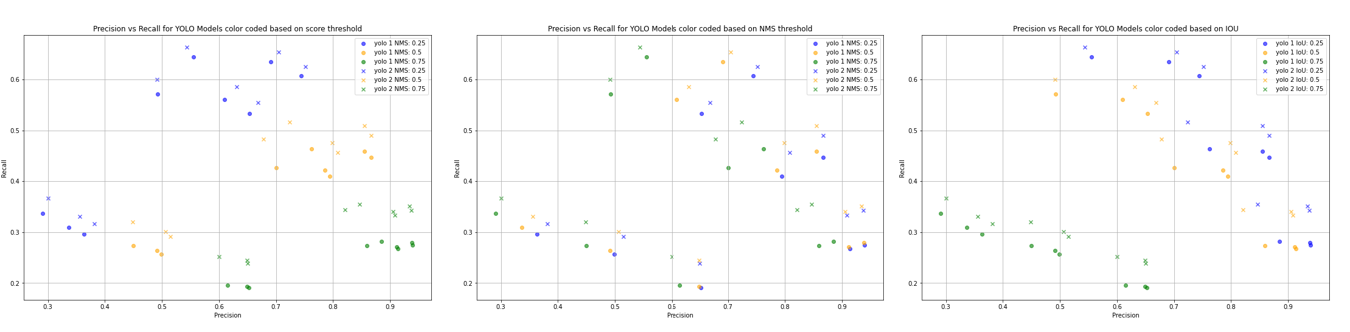 Precision vs Recall for YOLO Models color coded based on score threshold
yolo 1 NMS: 0.25
yolo 1 NMS: 0.5
yolo 1 NMS: 0.75
yolo 2 NMS: 0.25
yolo 2 NMS: 0.5
yolo 2 NMS: 0.75
Recall
0.6
0.5
0.4
0.3
0.2
0.3 0.4 0.5 0.6 0.7 0.8 0.9
Precision
Precision vs Recall for YOLO Models color coded based on NMS threshold
yolo 1 NMS: 0.25
yolo 1 NMS: 0.5
yolo 1 NMS: 0.75
yolo 2 NMS: 0.25
yolo 2 NMS: 0.5
yolo 2 NMS: 0.75
Recall
0.6
0.5
0.4
0.3
0.2
0.3 0.4 0.5 0.6 0.7 0.8 0.9
Precision
Precision vs Recall for YOLO Models color coded based on IOU
yolo 1 IoU: 0.25
yolo 1 IOU: 0.5
yolo 1 IOU: 0.75
yolo 2 IoU: 0.25
yolo 2 IOU: 0.5
yolo 2 IOU: 0.75
Recall
0.6
0.5
0.4
0.3
0.2
0.3 0.4 0.5 0.6 0.7 0.8 0.9
Precision